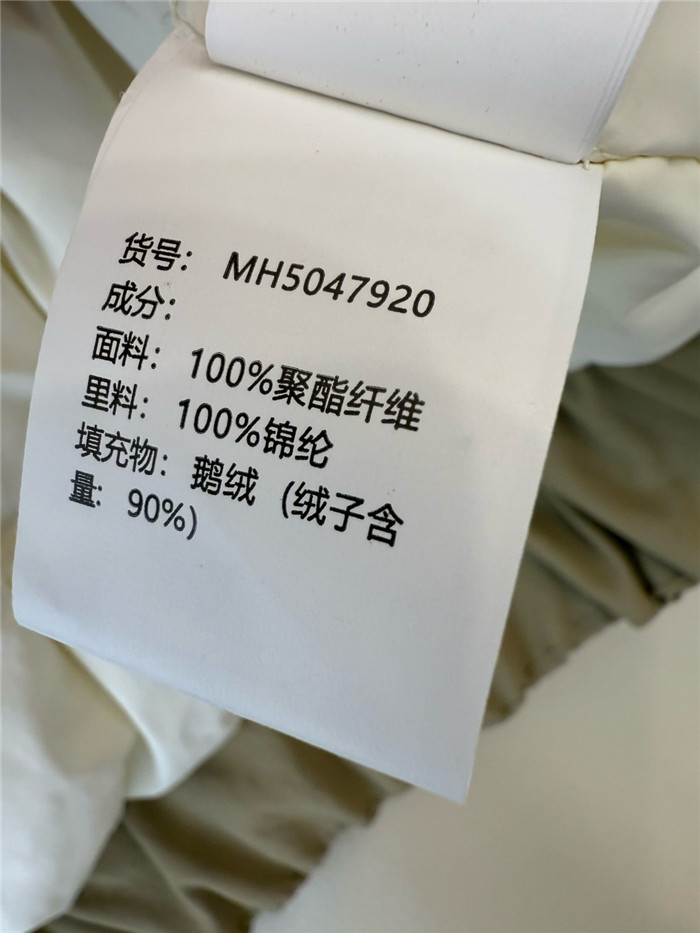 货号： MH5047920
成分：
面料： 100%聚酯纤维
里料： 100%锦纶
填充物： 鹅绒（绒子含
量： 90%）